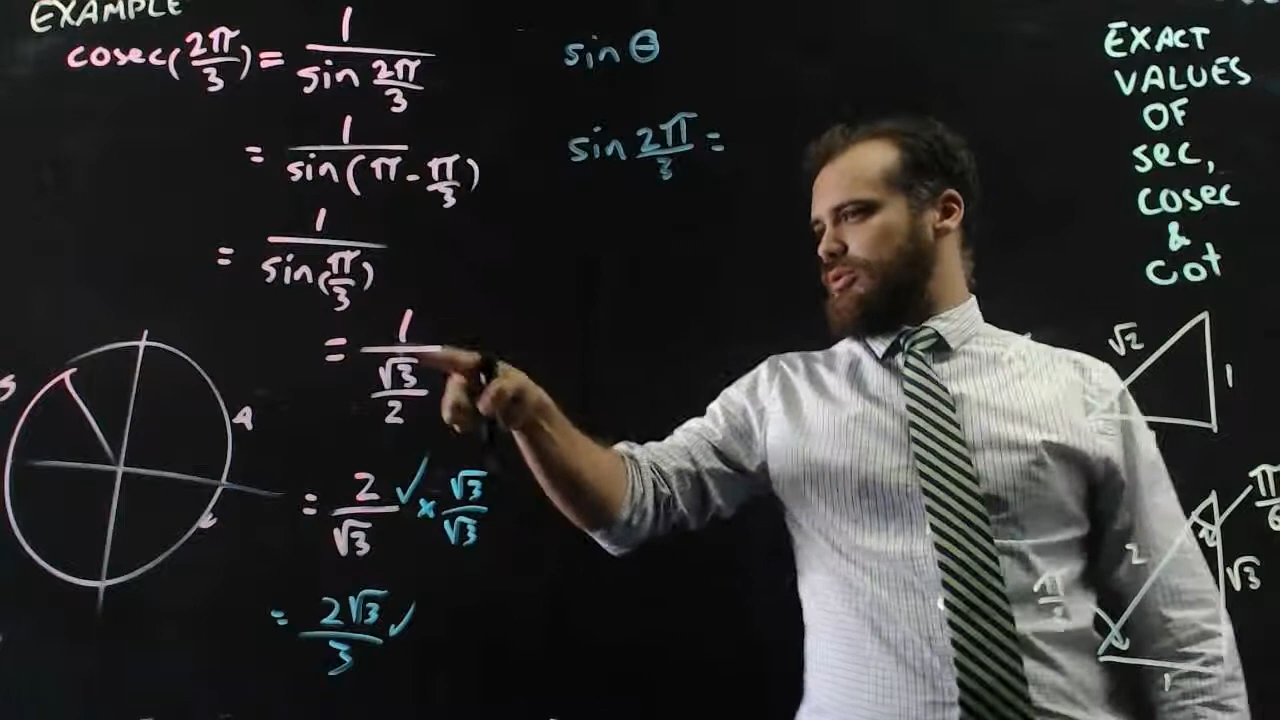 EXAMPLE
cosec(2π/3) = 1/sin 2π/3
= 1/sin(π - π/3)
= 1/sin(π/3)
= 1/(√3/2)
= 2/√3 ✓ × √3/√3
= 2√3/3 ✓
sin θ
sin 2π/3 =
EXACT
VALUES
OF
sec,
cosec
&
cot
√2
1
2
√3
1
S
A